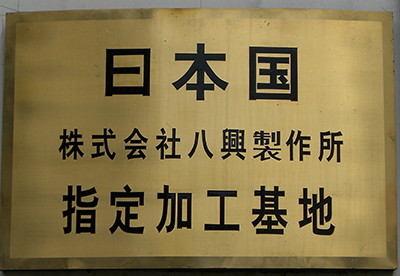 日本国
株式会社八興製作所
指定加工基地